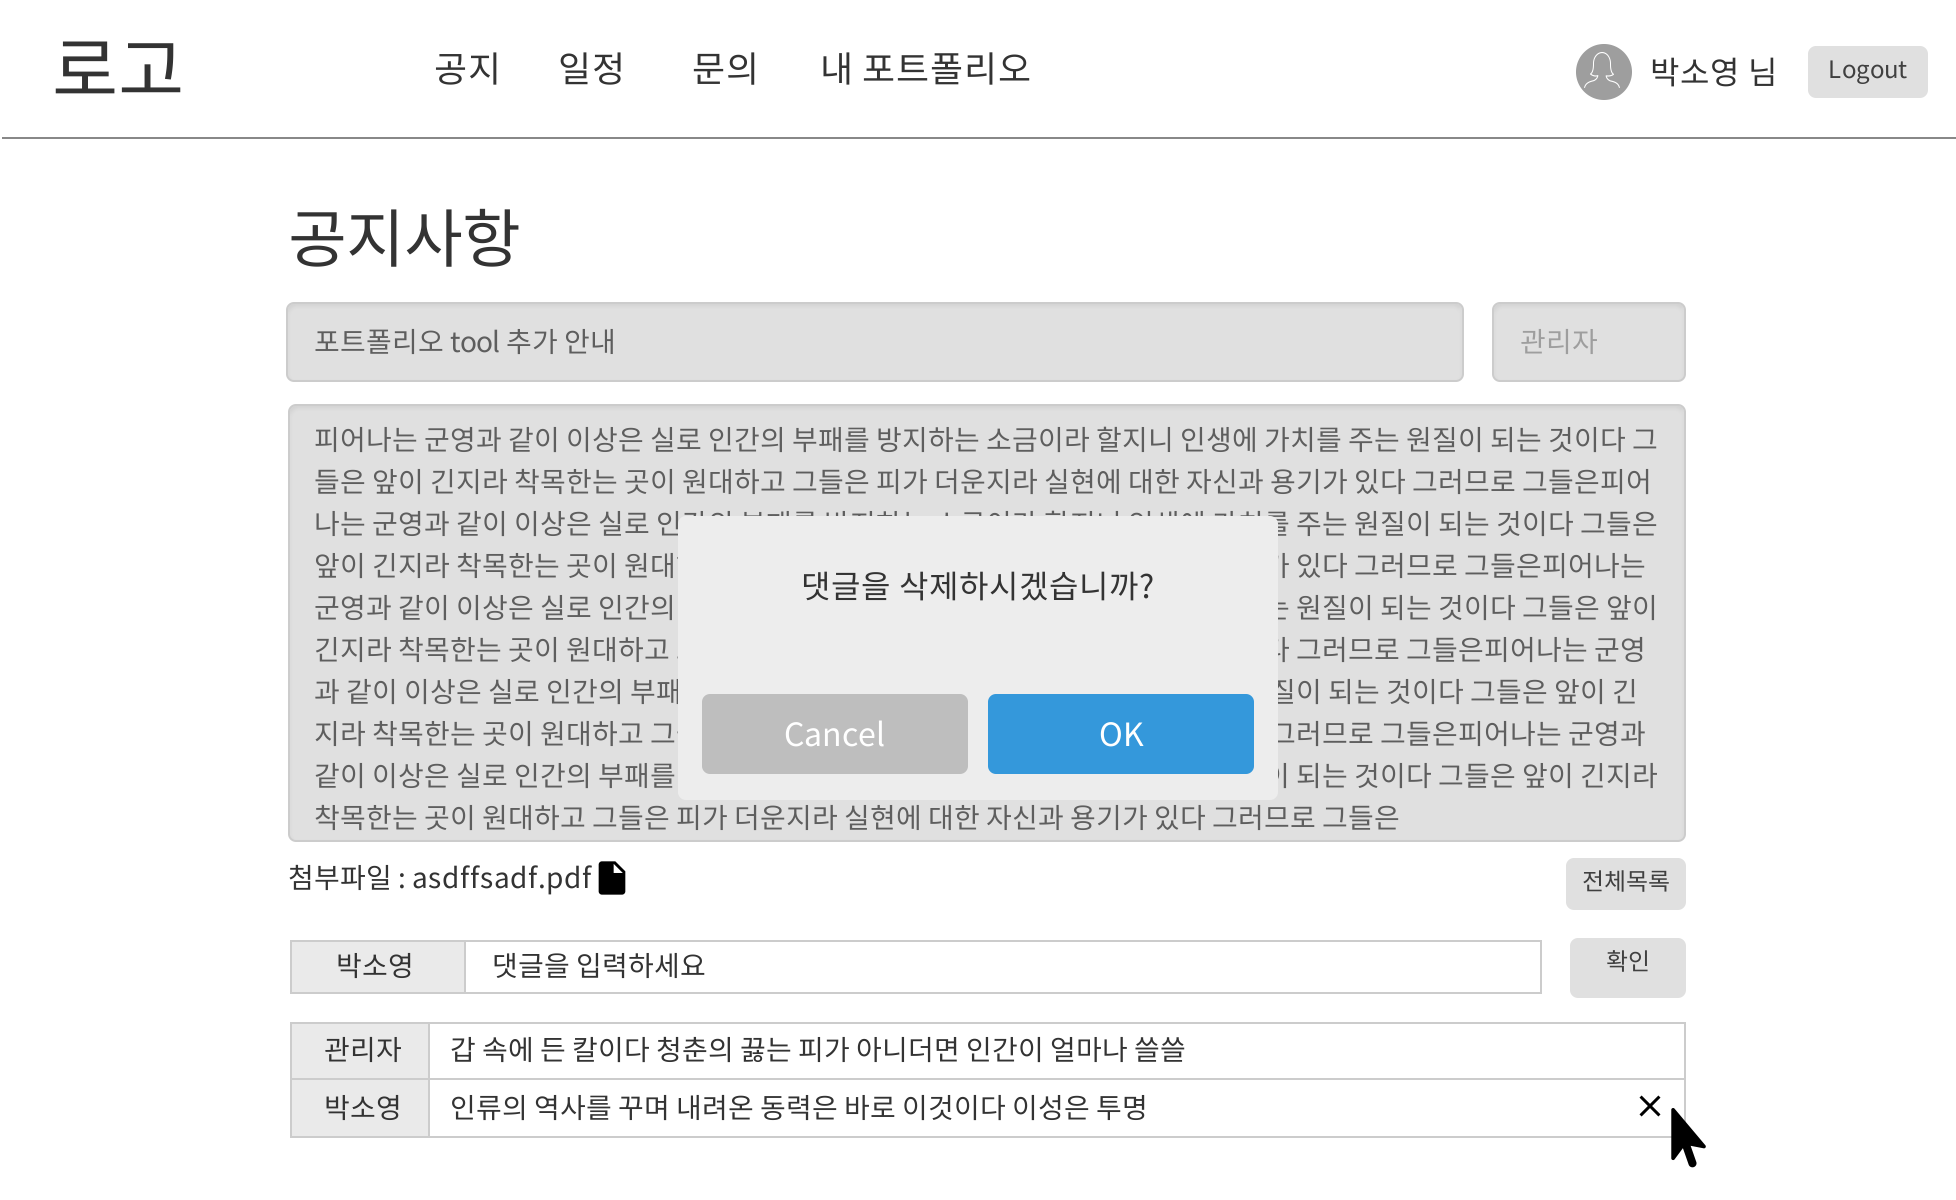 로고
공지
일정
문의
내 포트폴리오
박소영 님
Logout
공지사항
포트폴리오 tool 추가 안내
관리자
피어나는 군영과 같이 이상은 실로 인간의 부패를 방지하는 소금이라 할지니 인생에 가치를 주는 원질이 되는 것이다 그
들은 앞이 긴지라 착목한는 곳이 원대하고 그들은 피가 더운지라 실현에 대한 자신과 용기가 있다 그러므로 그들은피어
나는 군영과 같이 이상은 실로 주는 원질이 되는 것이다 그들은
앞이 긴지라 착목한는 곳이 원대 있다 그러므로 그들은피어나는
군영과 같이 이상은 실로 인간의 원질이 되는 것이다 그들은 앞이
긴지라 착목한는 곳이 원대하고 그러므로 그들은피어나는 군영
과 같이 이상은 실로 인간의 부패 질이 되는 것이다 그들은 앞이 긴
지라 착목한는 곳이 원대하고 그 그러므로 그들은피어나는 군영과
같이 이상은 실로 인간의 부패를 되는 것이다 그들은 앞이 긴지라
착목한는 곳이 원대하고 그들은 피가 더운지라 실현에 대한 자신과 용기가 있다 그러므로 그들은
댓글을 삭제하시겠습니까?
Cancel
OK
첨부파일 : asdffsadf.pdf
전체목록
박소영
댓글을 입력하세요
확인
관리자
갑 속에 든 칼이다 청춘의 끓는 피가 아니더면 인간이 얼마나 쓸쓸
박소영
인류의 역사를 꾸며 내려온 동력은 바로 이것이다 이성은 투명